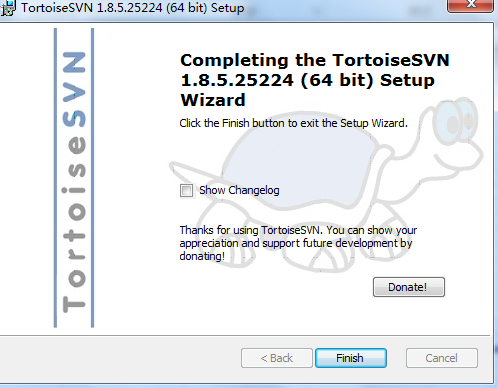 TortoiseSVN 1.8.5.25224 (64 bit) Setup
TortoiseSVN
Completing the TortoiseSVN
1.8.5.25224 (64 bit) Setup
Wizard
Click the Finish button to exit the Setup Wizard.
Show Changelog
Thanks for using TortoiseSVN. You can show your
appreciation and support future development by
donating!
Donate!
< Back
Finish
Cancel